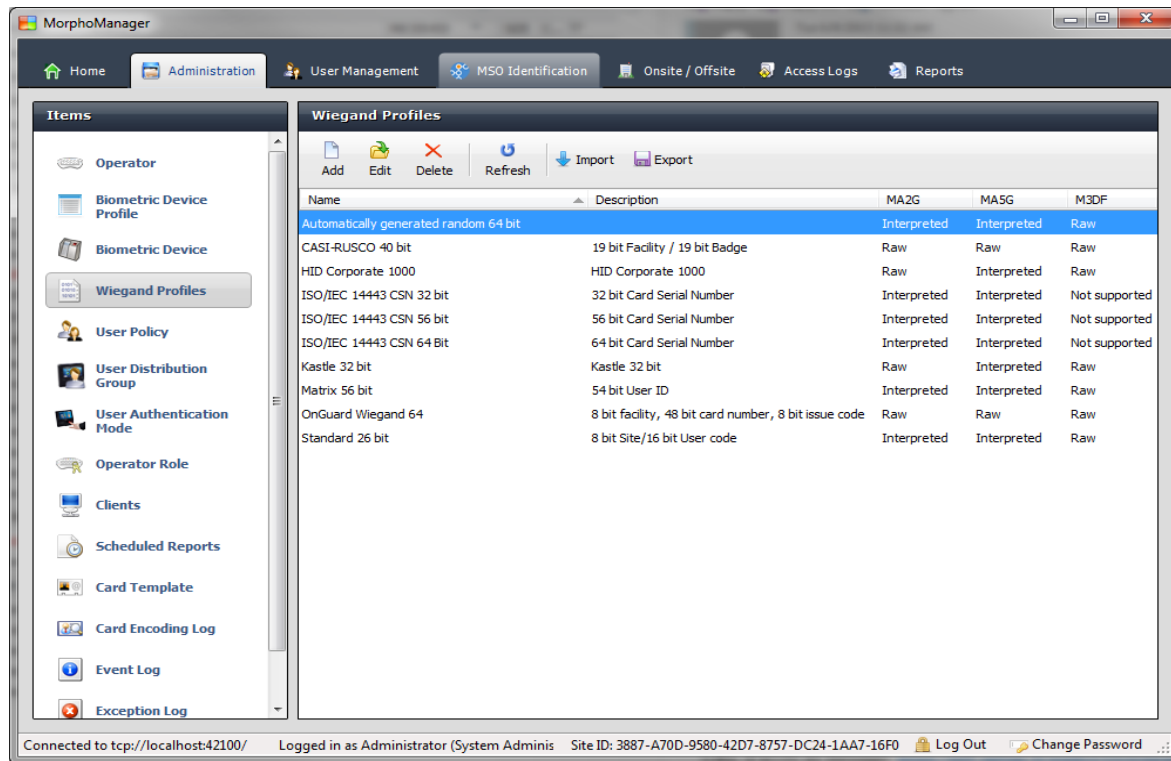 MorphoManager
Home Administration User Management MSO Identification Onsite / Offsite Access Logs Reports
Items
Operator
Biometric Device
Profile
Biometric Device
Wiegand Profiles
User Policy
User Distribution
Group
User Authentication
Mode
Operator Role
Clients
Scheduled Reports
Card Template
Card Encoding Log
Event Log
Exception Log
Wiegand Profiles
Add Edit Delete Refresh Import Export
Name Description MA2G MA5G M3DF
Automatically generated random 64 bit Interpreted Interpreted Raw
CASI-RUSCO 40 bit 19 bit Facility / 19 bit Badge Raw Raw Raw
HID Corporate 1000 HID Corporate 1000 Raw Interpreted Raw
ISO/IEC 14443 CSN 32 bit 32 bit Card Serial Number Interpreted Interpreted Not supported
ISO/IEC 14443 CSN 56 bit 56 bit Card Serial Number Interpreted Interpreted Not supported
ISO/IEC 14443 CSN 64 Bit 64 bit Card Serial Number Interpreted Interpreted Not supported
Kastle 32 bit Kastle 32 bit Raw Interpreted Raw
Matrix 56 bit 54 bit User ID Interpreted Interpreted Raw
OnGuard Wiegand 64 8 bit facility, 48 bit card number, 8 bit issue code Raw Raw Raw
Standard 26 bit 8 bit Site/16 bit User code Interpreted Interpreted Raw
Connected to tcp://localhost:42100/ Logged in as Administrator (System Adminis Site ID: 3887-A70D-9580-42D7-8757-DC24-1AA7-16F0 Log Out Change Password